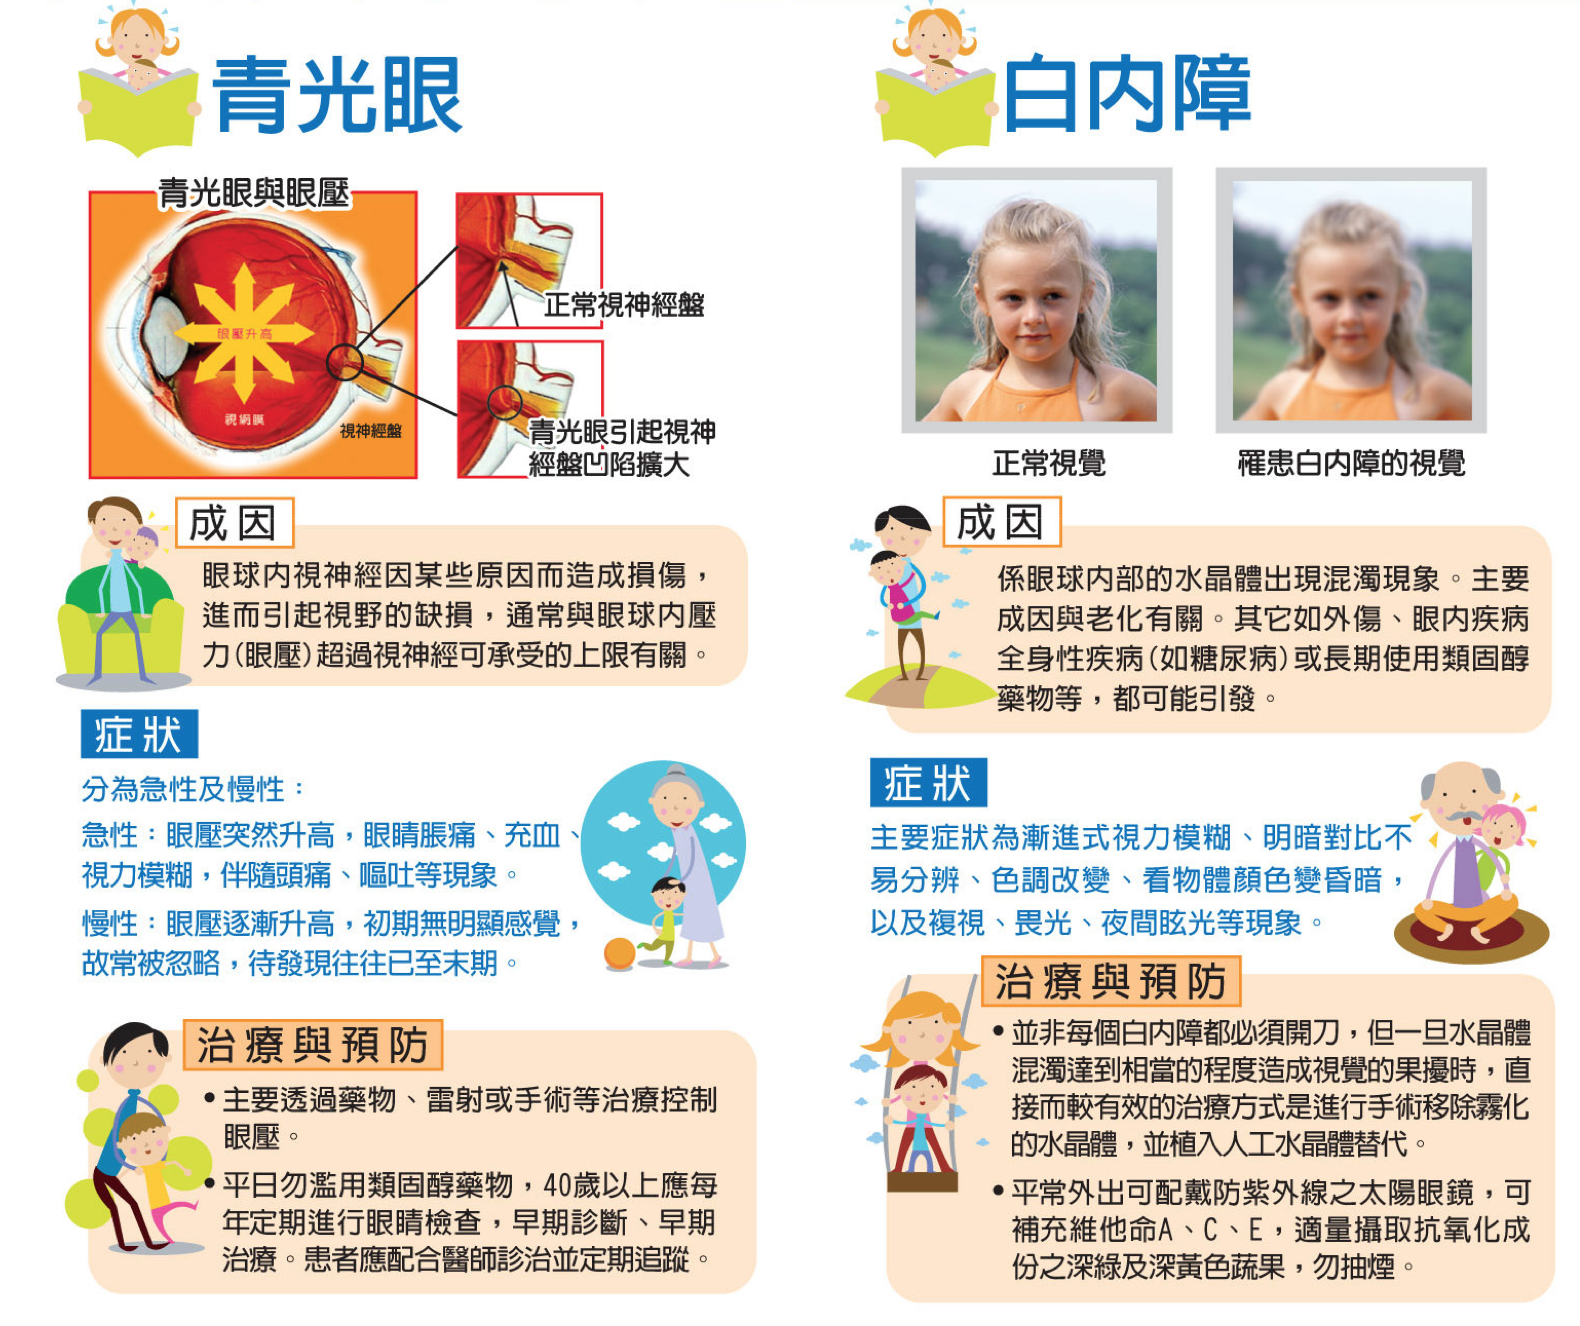 青光眼
青光眼與眼壓
眼壓升高
視網膜
視神經盤
正常視神經盤
青光眼引起視神
經盤凹陷擴大
成因
眼球內視神經因某些原因而造成損傷，
進而引起視野的缺損，通常與眼球內壓
力(眼壓)超過視神經可承受的上限有關。
症狀
分為急性及慢性：
急性：眼壓突然升高，眼睛脹痛、充血、
視力模糊，伴隨頭痛、嘔吐等現象。
慢性：眼壓逐漸升高，初期無明顯感覺，
故常被忽略，待發現往往已至末期。
治療與預防
•主要透過藥物、雷射或手術等治療控制
眼壓。
•平日勿濫用類固醇藥物，40歲以上應每
年定期進行眼睛檢查，早期診斷、早期
治療。患者應配合醫師診治並定期追蹤。
白內障
正常視覺
罹患白內障的視覺
成因
係眼球內部的水晶體出現混濁現象。主要
成因與老化有關。其它如外傷、眼內疾病
全身性疾病(如糖尿病)或長期使用類固醇
藥物等，都可能引發。
症狀
主要症狀為漸進式視力模糊、明暗對比不
易分辨、色調改變、看物體顏色變昏暗，
以及複視、畏光、夜間眩光等現象。
治療與預防
•並非每個白內障都必須開刀，但一旦水晶體
混濁達到相當的程度造成視覺的果擾時，直
接而較有效的治療方式是進行手術移除霧化
的水晶體，並植入人工水晶體替代。
•平常外出可配戴防紫外線之太陽眼鏡，可
補充維他命A、C、E，適量攝取抗氧化成
份之深綠及深黃色蔬果，勿抽煙。